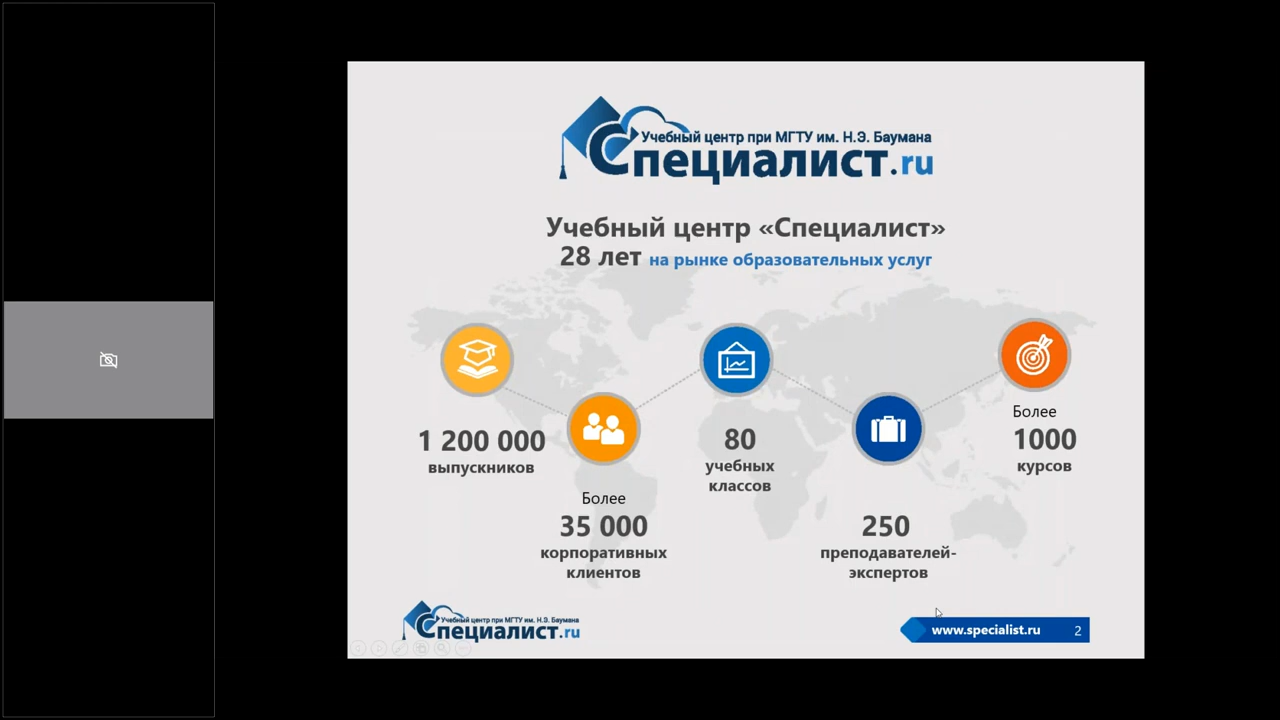 Учебный центр при МГТУ им. Н.Э. Баумана
Специалист.ru
Учебный центр «Специалист»
28 лет на рынке образовательных услуг
1 200 000
выпускников
Более
35 000
корпоративных
клиентов
80
учебных
классов
250
преподавателей-
экспертов
Более
1000
курсов
Учебный центр при МГТУ им. Н.Э. Баумана
Специалист.ru
www.specialist.ru 2